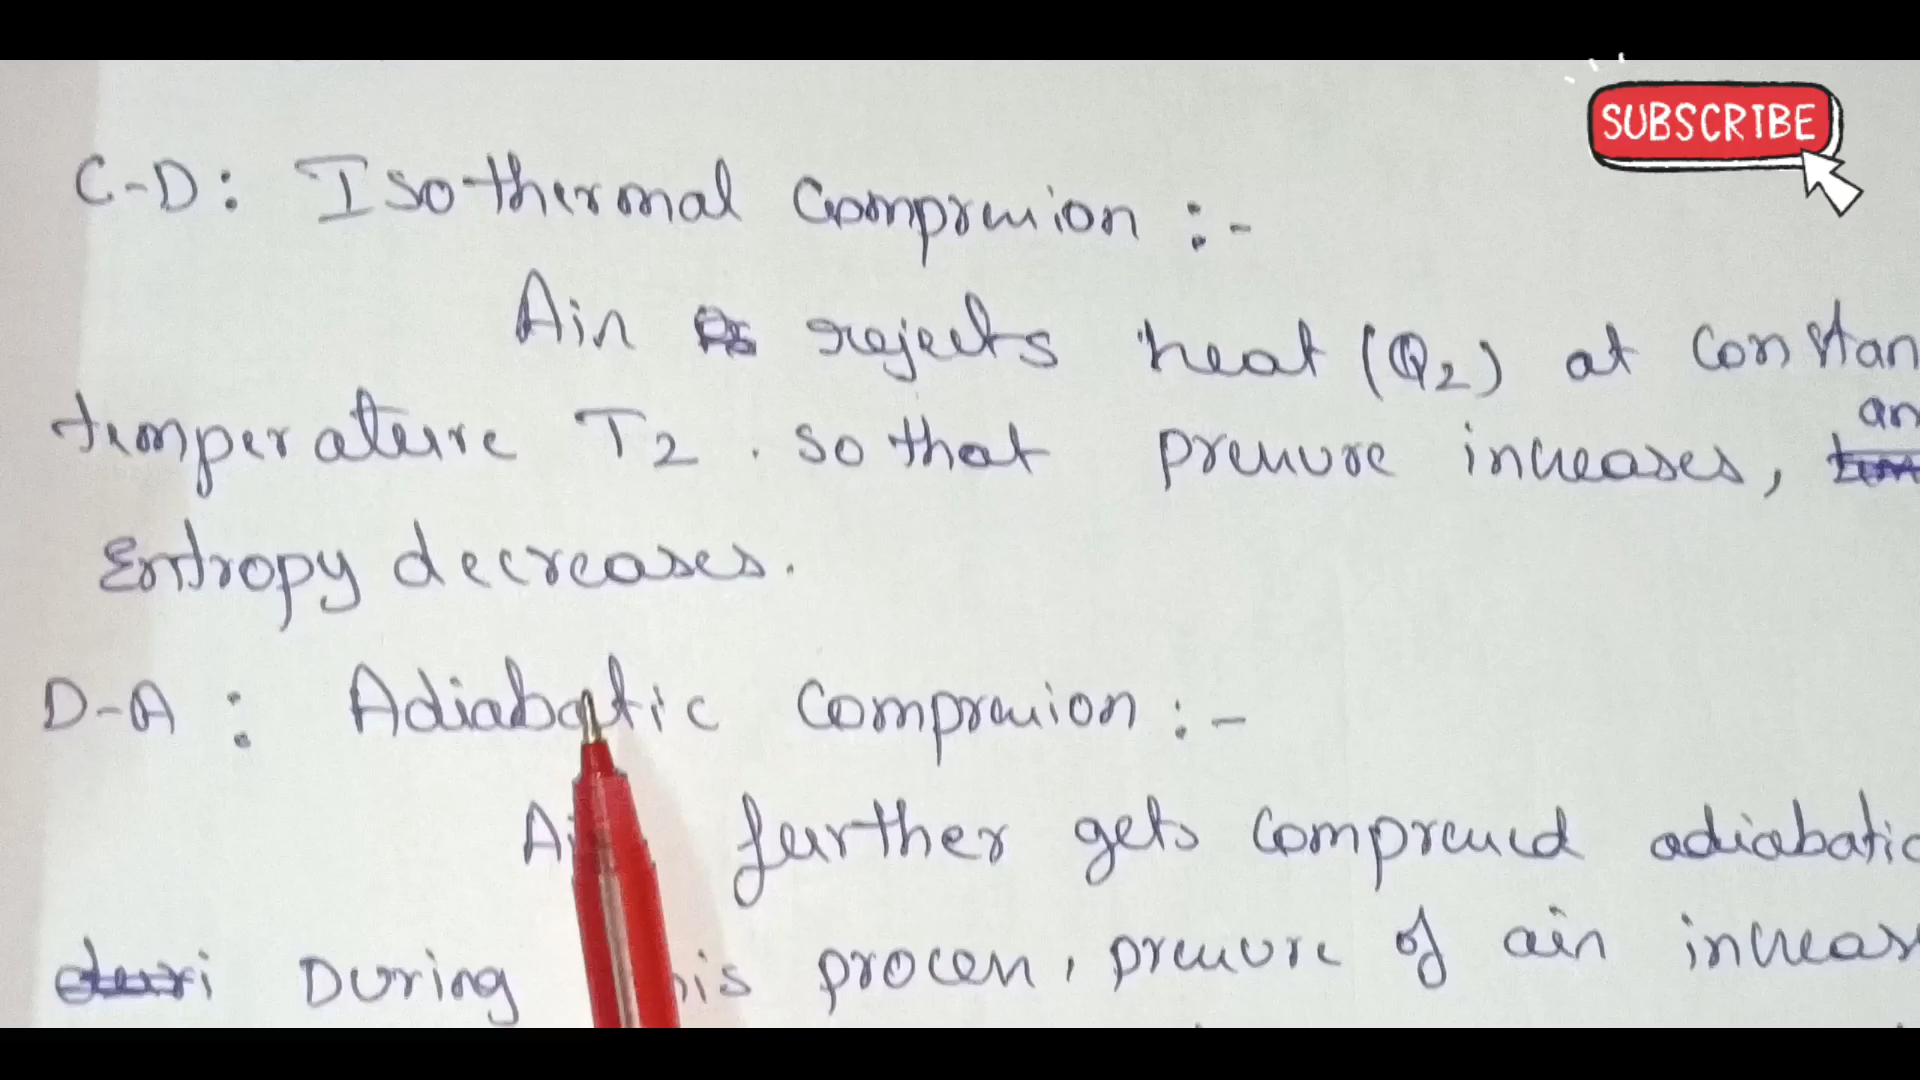 SUBSCRIBE
C-D: Isothermal Compression :-
Air rejects heat (Q2) at constan
temperature T2. so that pressure increases, an
Entropy decreases.
D-A : Adiabatic Compression :-
further gets compressed adiabatic
During process, pressure of air increas